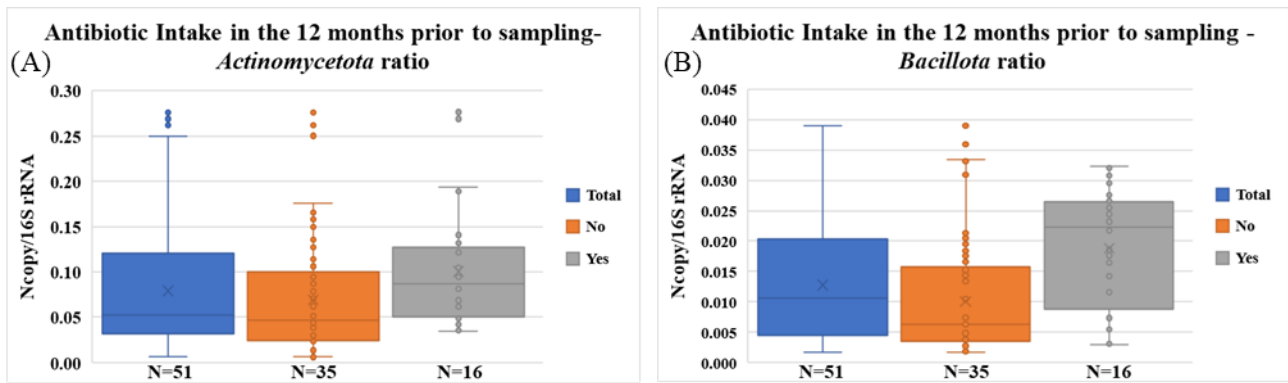 Antibiotic Intake in the 12 months prior to sampling-
(A)
Actinomycetota ratio
0.30
0.25
0.20
0.15
0.10
0.05
0.00
Ncopy/16S rRNA
N=51 N=35 N=16
Total
No
Yes
Antibiotic Intake in the 12 months prior to sampling -
(B)
Bacillota ratio
0.045
0.040
0.035
0.030
0.025
0.020
0.015
0.010
0.005
0.000
Ncopy/16S rRNA
N=51 N=35 N=16
Total
No
Yes